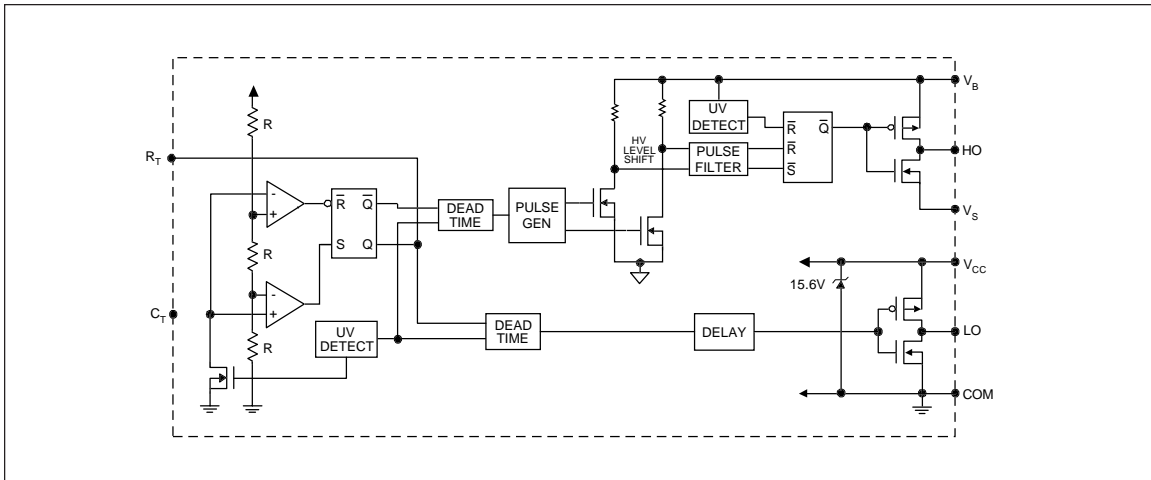 V_B
R
UV
DETECT
R̅ Q̅
HV
LEVEL
SHIFT
R_T
PULSE
FILTER
R̅
S̅
HO
-
+
R̅ Q̅
DEAD
TIME
PULSE
GEN
V_S
R
S Q
V_CC
15.6V
-
+
C_T
UV
DETECT
DEAD
TIME
DELAY
LO
R
COM